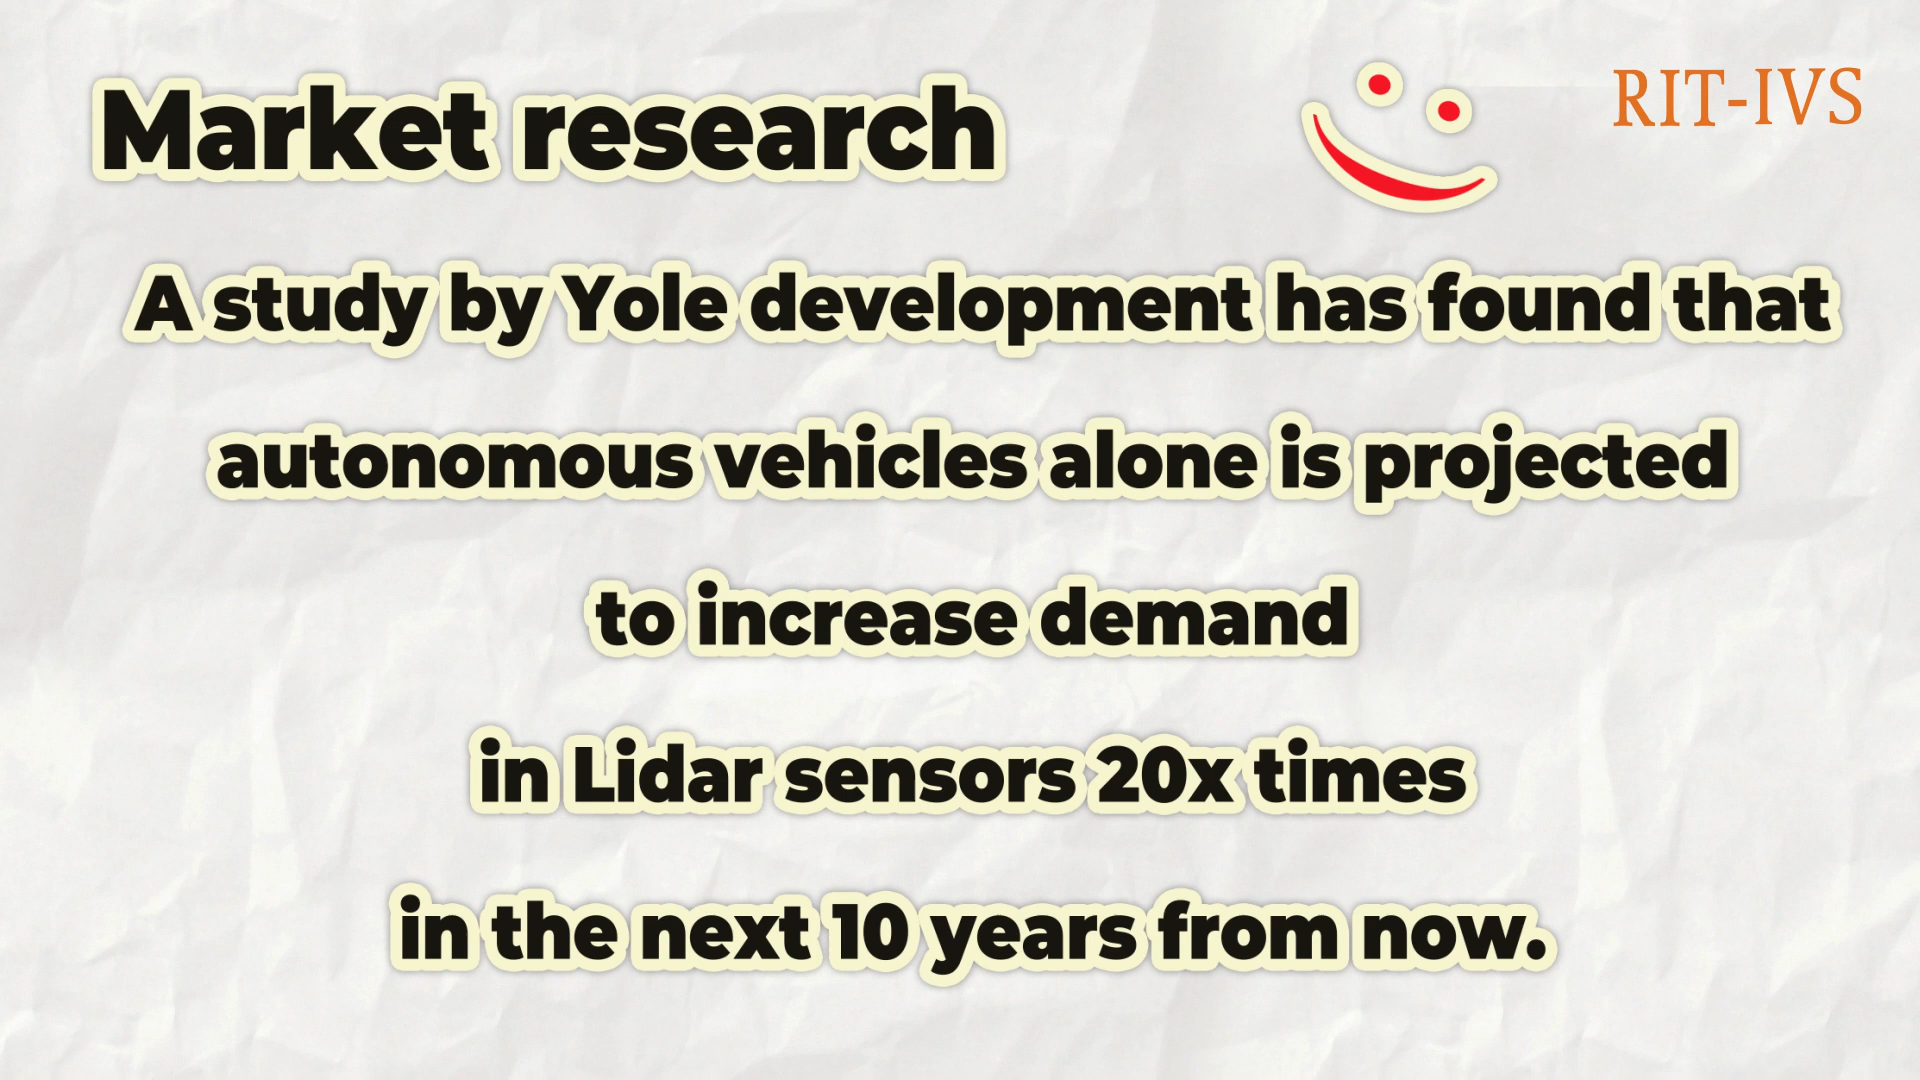 Market research
RIT-IVS
A study by Yole development has found that
autonomous vehicles alone is projected
to increase demand
in Lidar sensors 20x times
in the next 10 years from now.